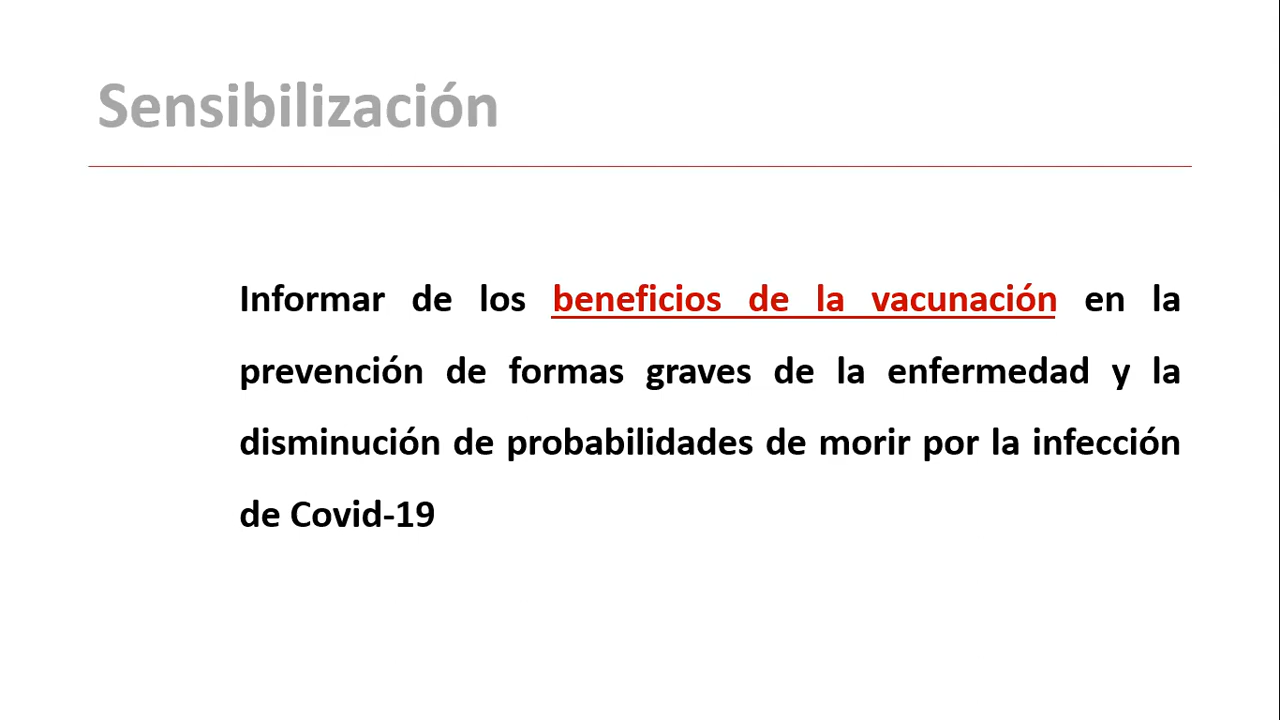 Sensibilización
Informar de los beneficios de la vacunación en la
prevención de formas graves de la enfermedad y la
disminución de probabilidades de morir por la infección
de Covid-19